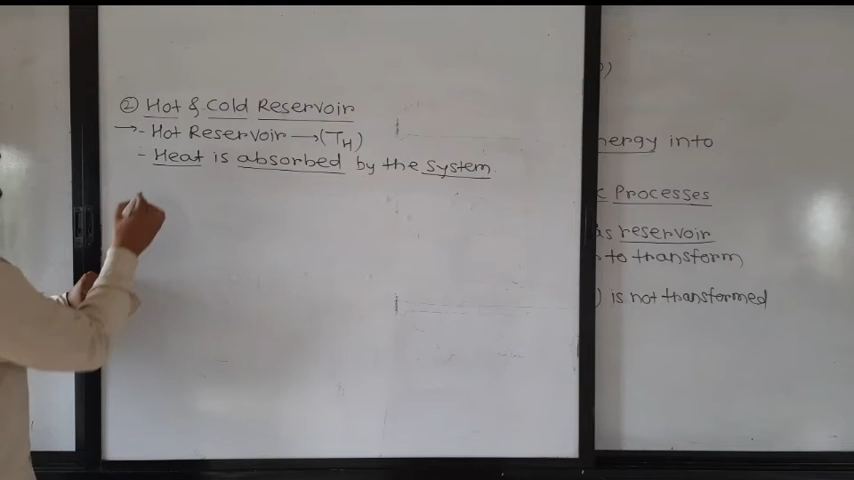 ② Hot & Cold Reservoir
→ - Hot Reservoir → (TH)
- Heat is absorbed by the system.
into
Processes
reservoir
to transform
) is not transformed